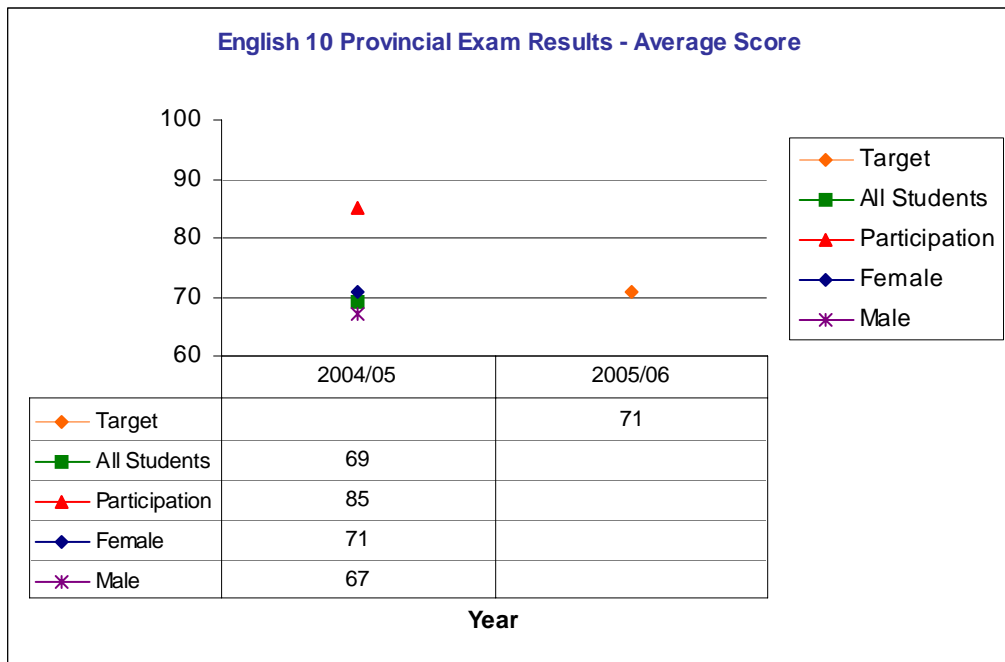 English 10 Provincial Exam Results - Average Score
100
90
80
70
60
Target
All Students
Participation
Female
Male
2004/05 2005/06
Target 71
All Students 69
Participation 85
Female 71
Male 67
Year